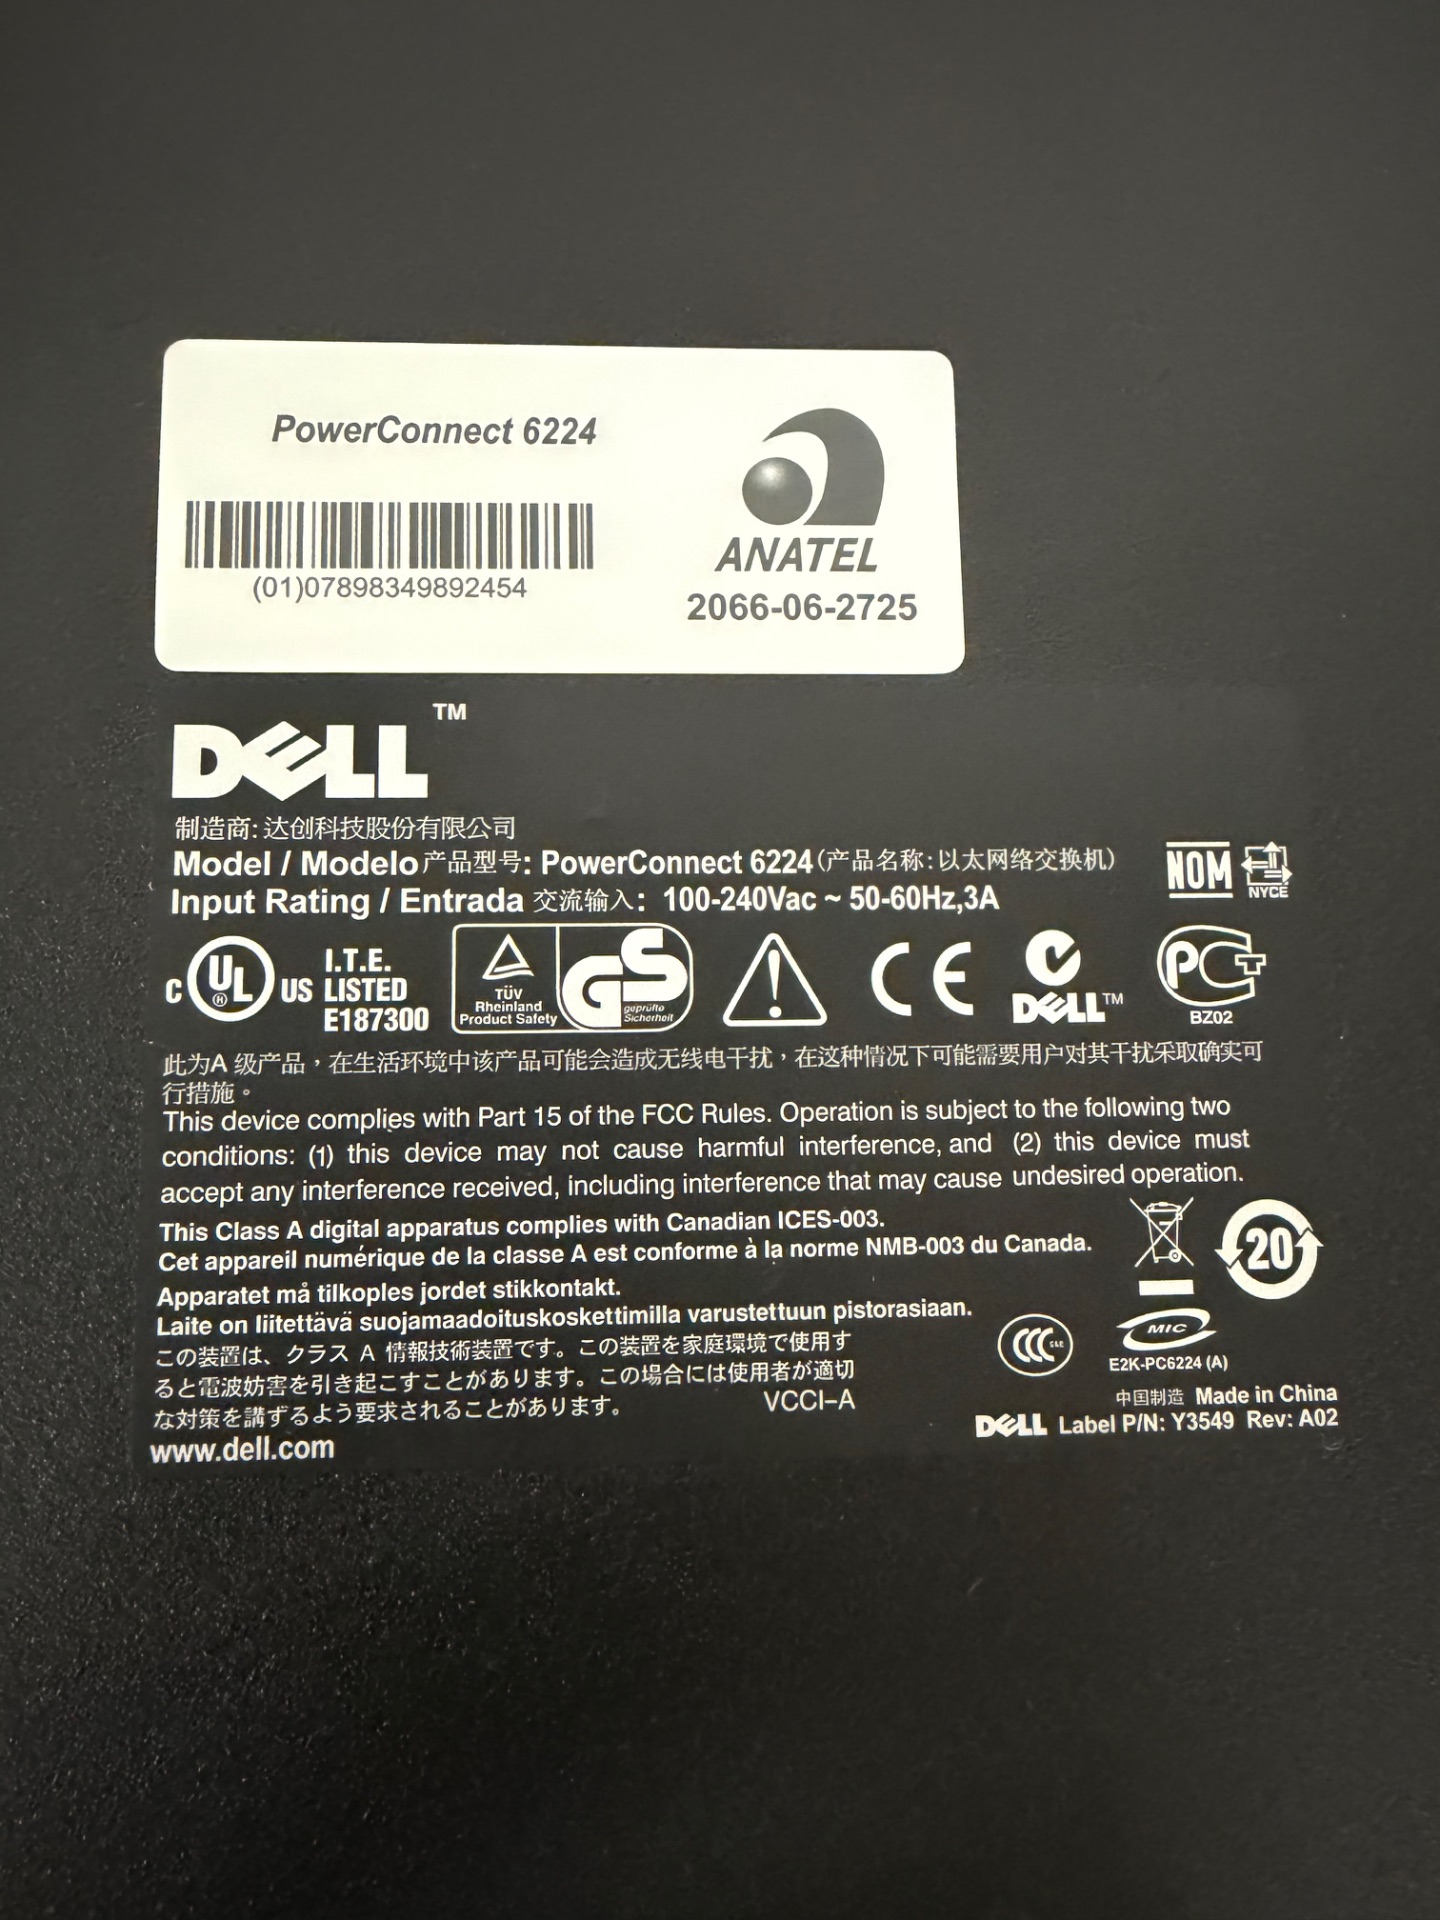 PowerConnect 6224
(01)07898349892454
ANATEL
2066-06-2725
DELL™
制造商: 达创科技股份有限公司
Model / Modelo 产品型号: PowerConnect 6224 (产品名称: 以太网络交换机)
NOM
NYCE
Input Rating / Entrada 交流输入: 100-240Vac ~ 50-60Hz,3A
C UL ® US
I.T.E.
LISTED
E187300
TÜV
Rheinland
Product Safety
GS
geprüfte
Sicherheit
CE
DELL™
PCT
BZ02
此为A 级产品，在生活环境中该产品可能会造成无线电干扰，在这种情况下可能需要用户对其干扰采取确实可
行措施。
This device complies with Part 15 of the FCC Rules. Operation is subject to the following two
conditions: (1) this device may not cause harmful interference, and (2) this device must
accept any interference received, including interference that may cause undesired operation.
This Class A digital apparatus complies with Canadian ICES-003.
Cet appareil numérique de la classe A est conforme à la norme NMB-003 du Canada.
20
Apparatet må tilkoples jordet stikkontakt.
Laite on liitettävä suojamaadoituskoskettimilla varustettuun pistorasiaan.
この装置は、クラス A 情報技術装置です。この装置を家庭環境で使用す
ると電波妨害を引き起こすことがあります。この場合には使用者が適切
な対策を講ずるよう要求されることがあります。 VCCI-A
CCC
MIC
E2K-PC6224 (A)
中国制造 Made in China
DELL Label P/N: Y3549 Rev: A02
www.dell.com